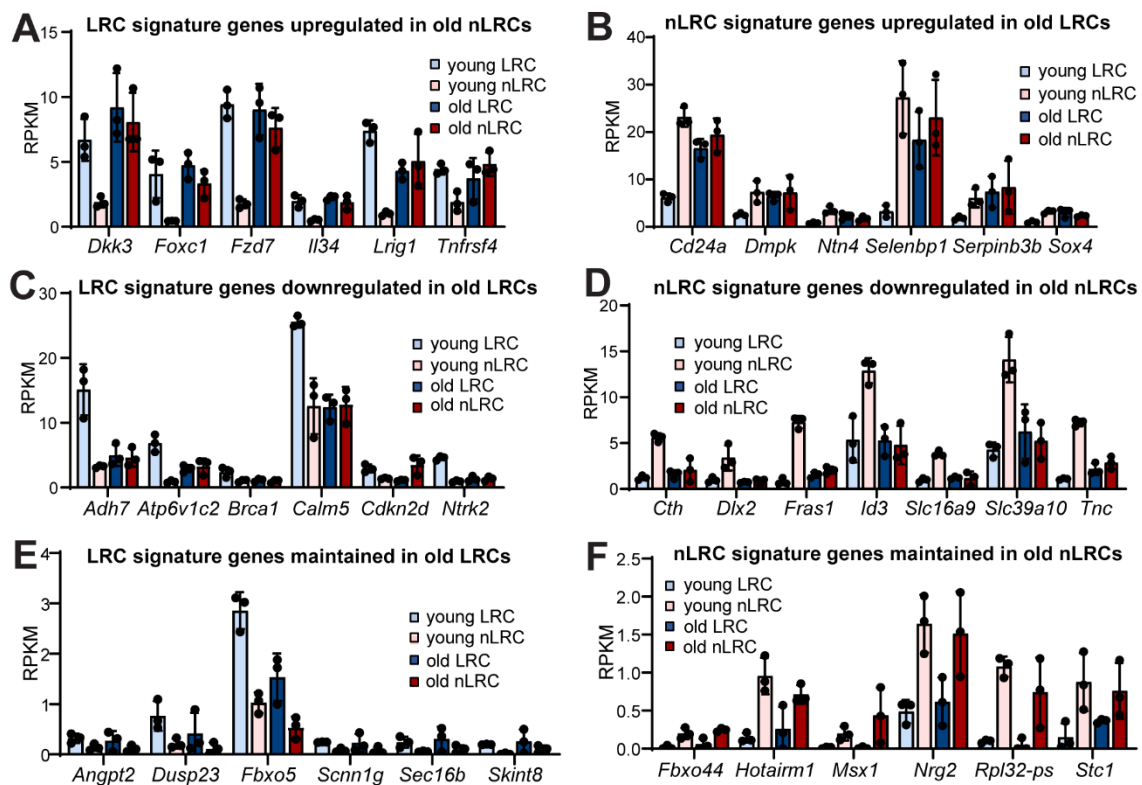 A
LRC signature genes upregulated in old nLRCs
RPKM
15
10
5
0
young LRC
young nLRC
old LRC
old nLRC
Dkk3 Foxc1 Fzd7 Il34 Lrig1 Tnfrsf4
B
nLRC signature genes upregulated in old LRCs
RPKM
40
30
20
10
0
young LRC
young nLRC
old LRC
old nLRC
Cd24a Dmpk Ntn4 Selenbp1 Serpinb3b Sox4
C
LRC signature genes downregulated in old LRCs
RPKM
30
20
10
0
young LRC
young nLRC
old LRC
old nLRC
Adh7 Atp6v1c2 Brca1 Calm5 Cdkn2d Ntrk2
D
nLRC signature genes downregulated in old nLRCs
RPKM
20
15
10
5
0
young LRC
young nLRC
old LRC
old nLRC
Cth Dlx2 Fras1 Id3 Slc16a9 Slc39a10 Tnc
E
LRC signature genes maintained in old LRCs
RPKM
4
3
2
1
0
young LRC
young nLRC
old LRC
old nLRC
Angpt2 Dusp23 Fbxo5 Scnn1g Sec16b Skint8
F
nLRC signature genes maintained in old nLRCs
RPKM
2.5
2.0
1.5
1.0
0.5
0.0
young LRC
young nLRC
old LRC
old nLRC
Fbxo44 Hotairm1 Msx1 Nrg2 Rpl32-ps Stc1